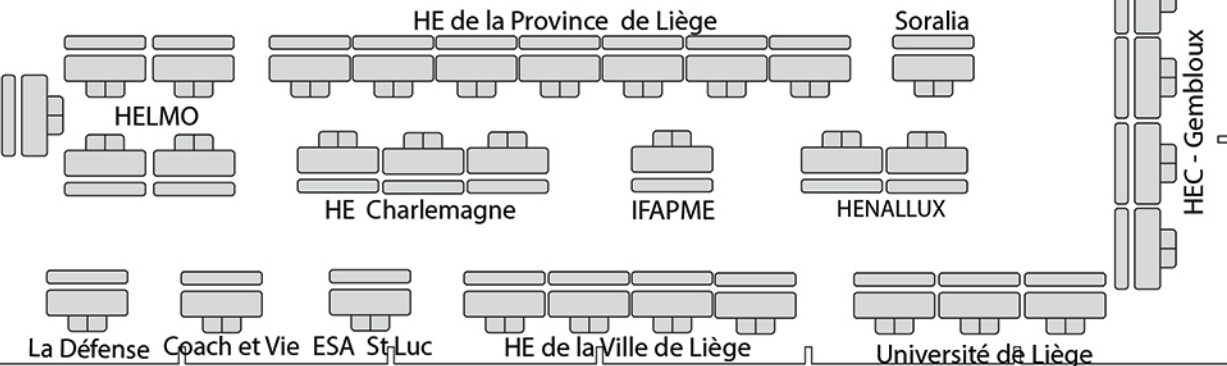 HE de la Province de Liège
Soralia
HELMO
HEC - Gembloux
HE Charlemagne
IFAPME
HENALLUX
La Défense
Coach et Vie
ESA St Luc
HE de la Ville de Liège
Université de Liège